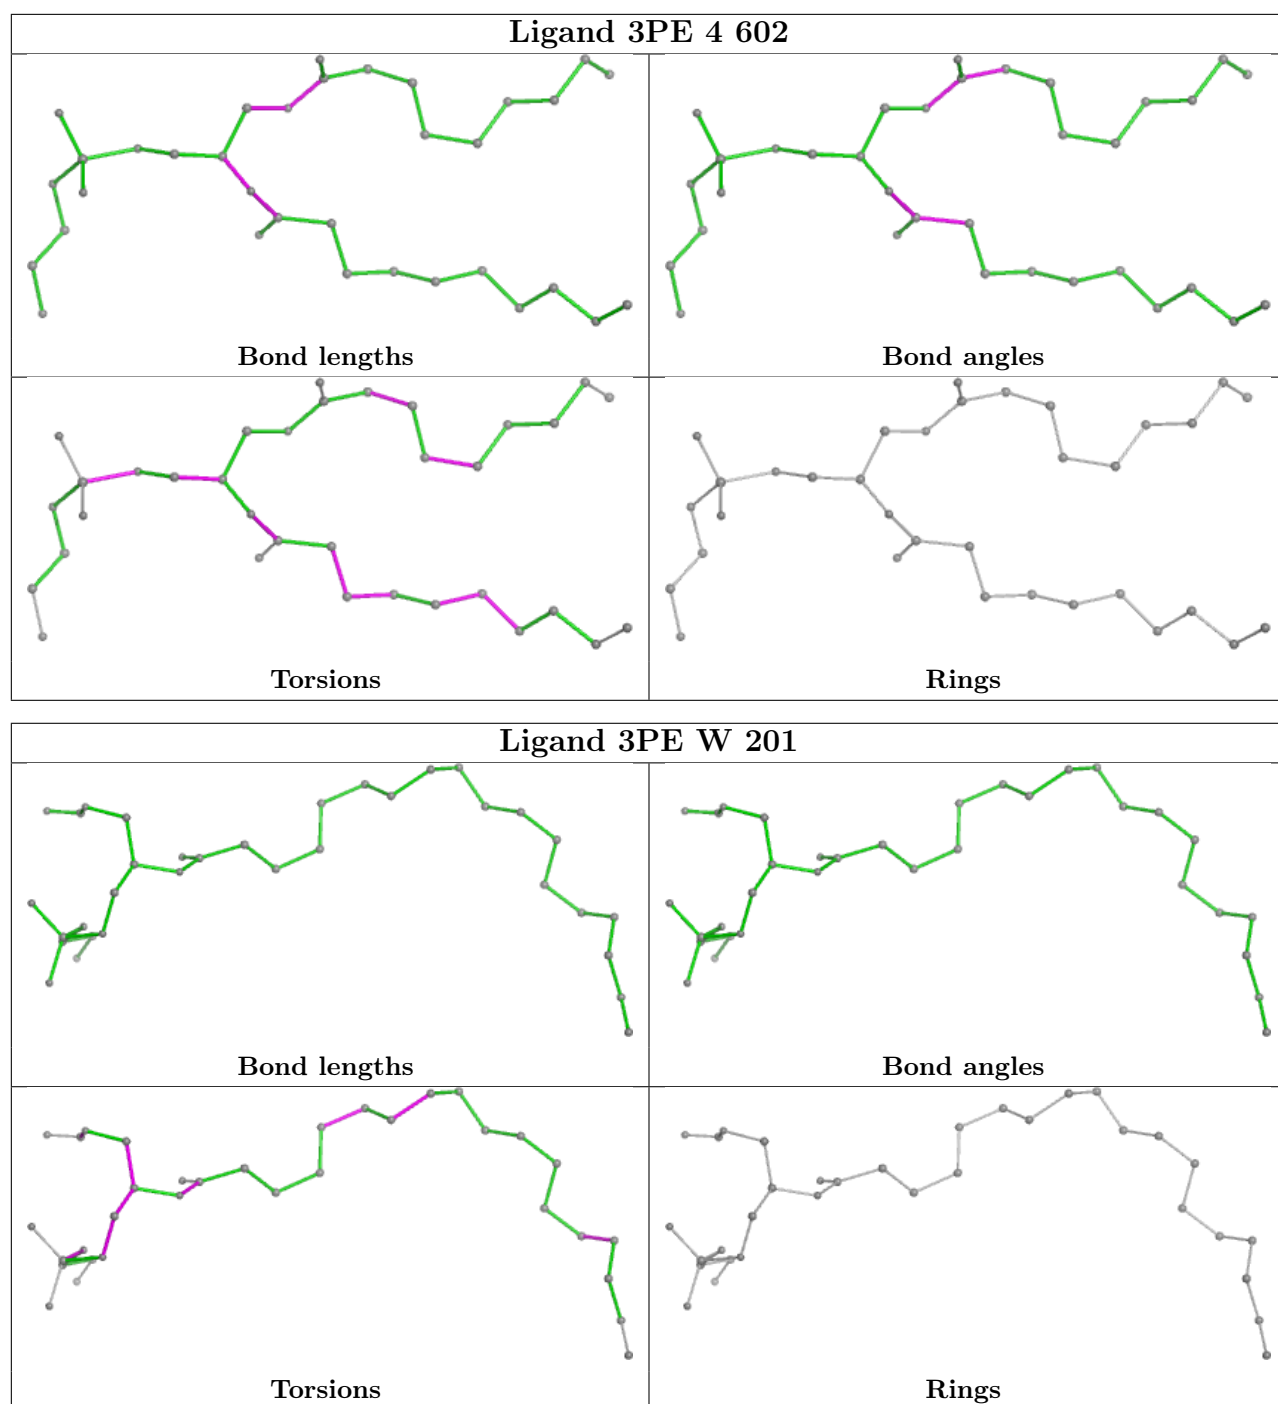 Ligand 3PE 4 602
Bond lengths
Bond angles
Torsions
Rings
Ligand 3PE W 201
Bond lengths
Bond angles
Torsions
Rings